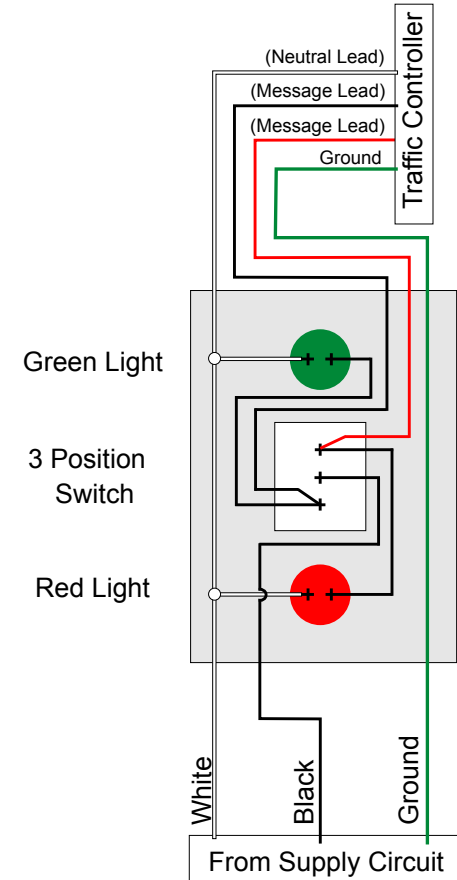 (Neutral Lead)
(Message Lead)
(Message Lead)
Ground
Traffic Controller
Green Light
3 Position
Switch
Red Light
White
Black
Ground
From Supply Circuit